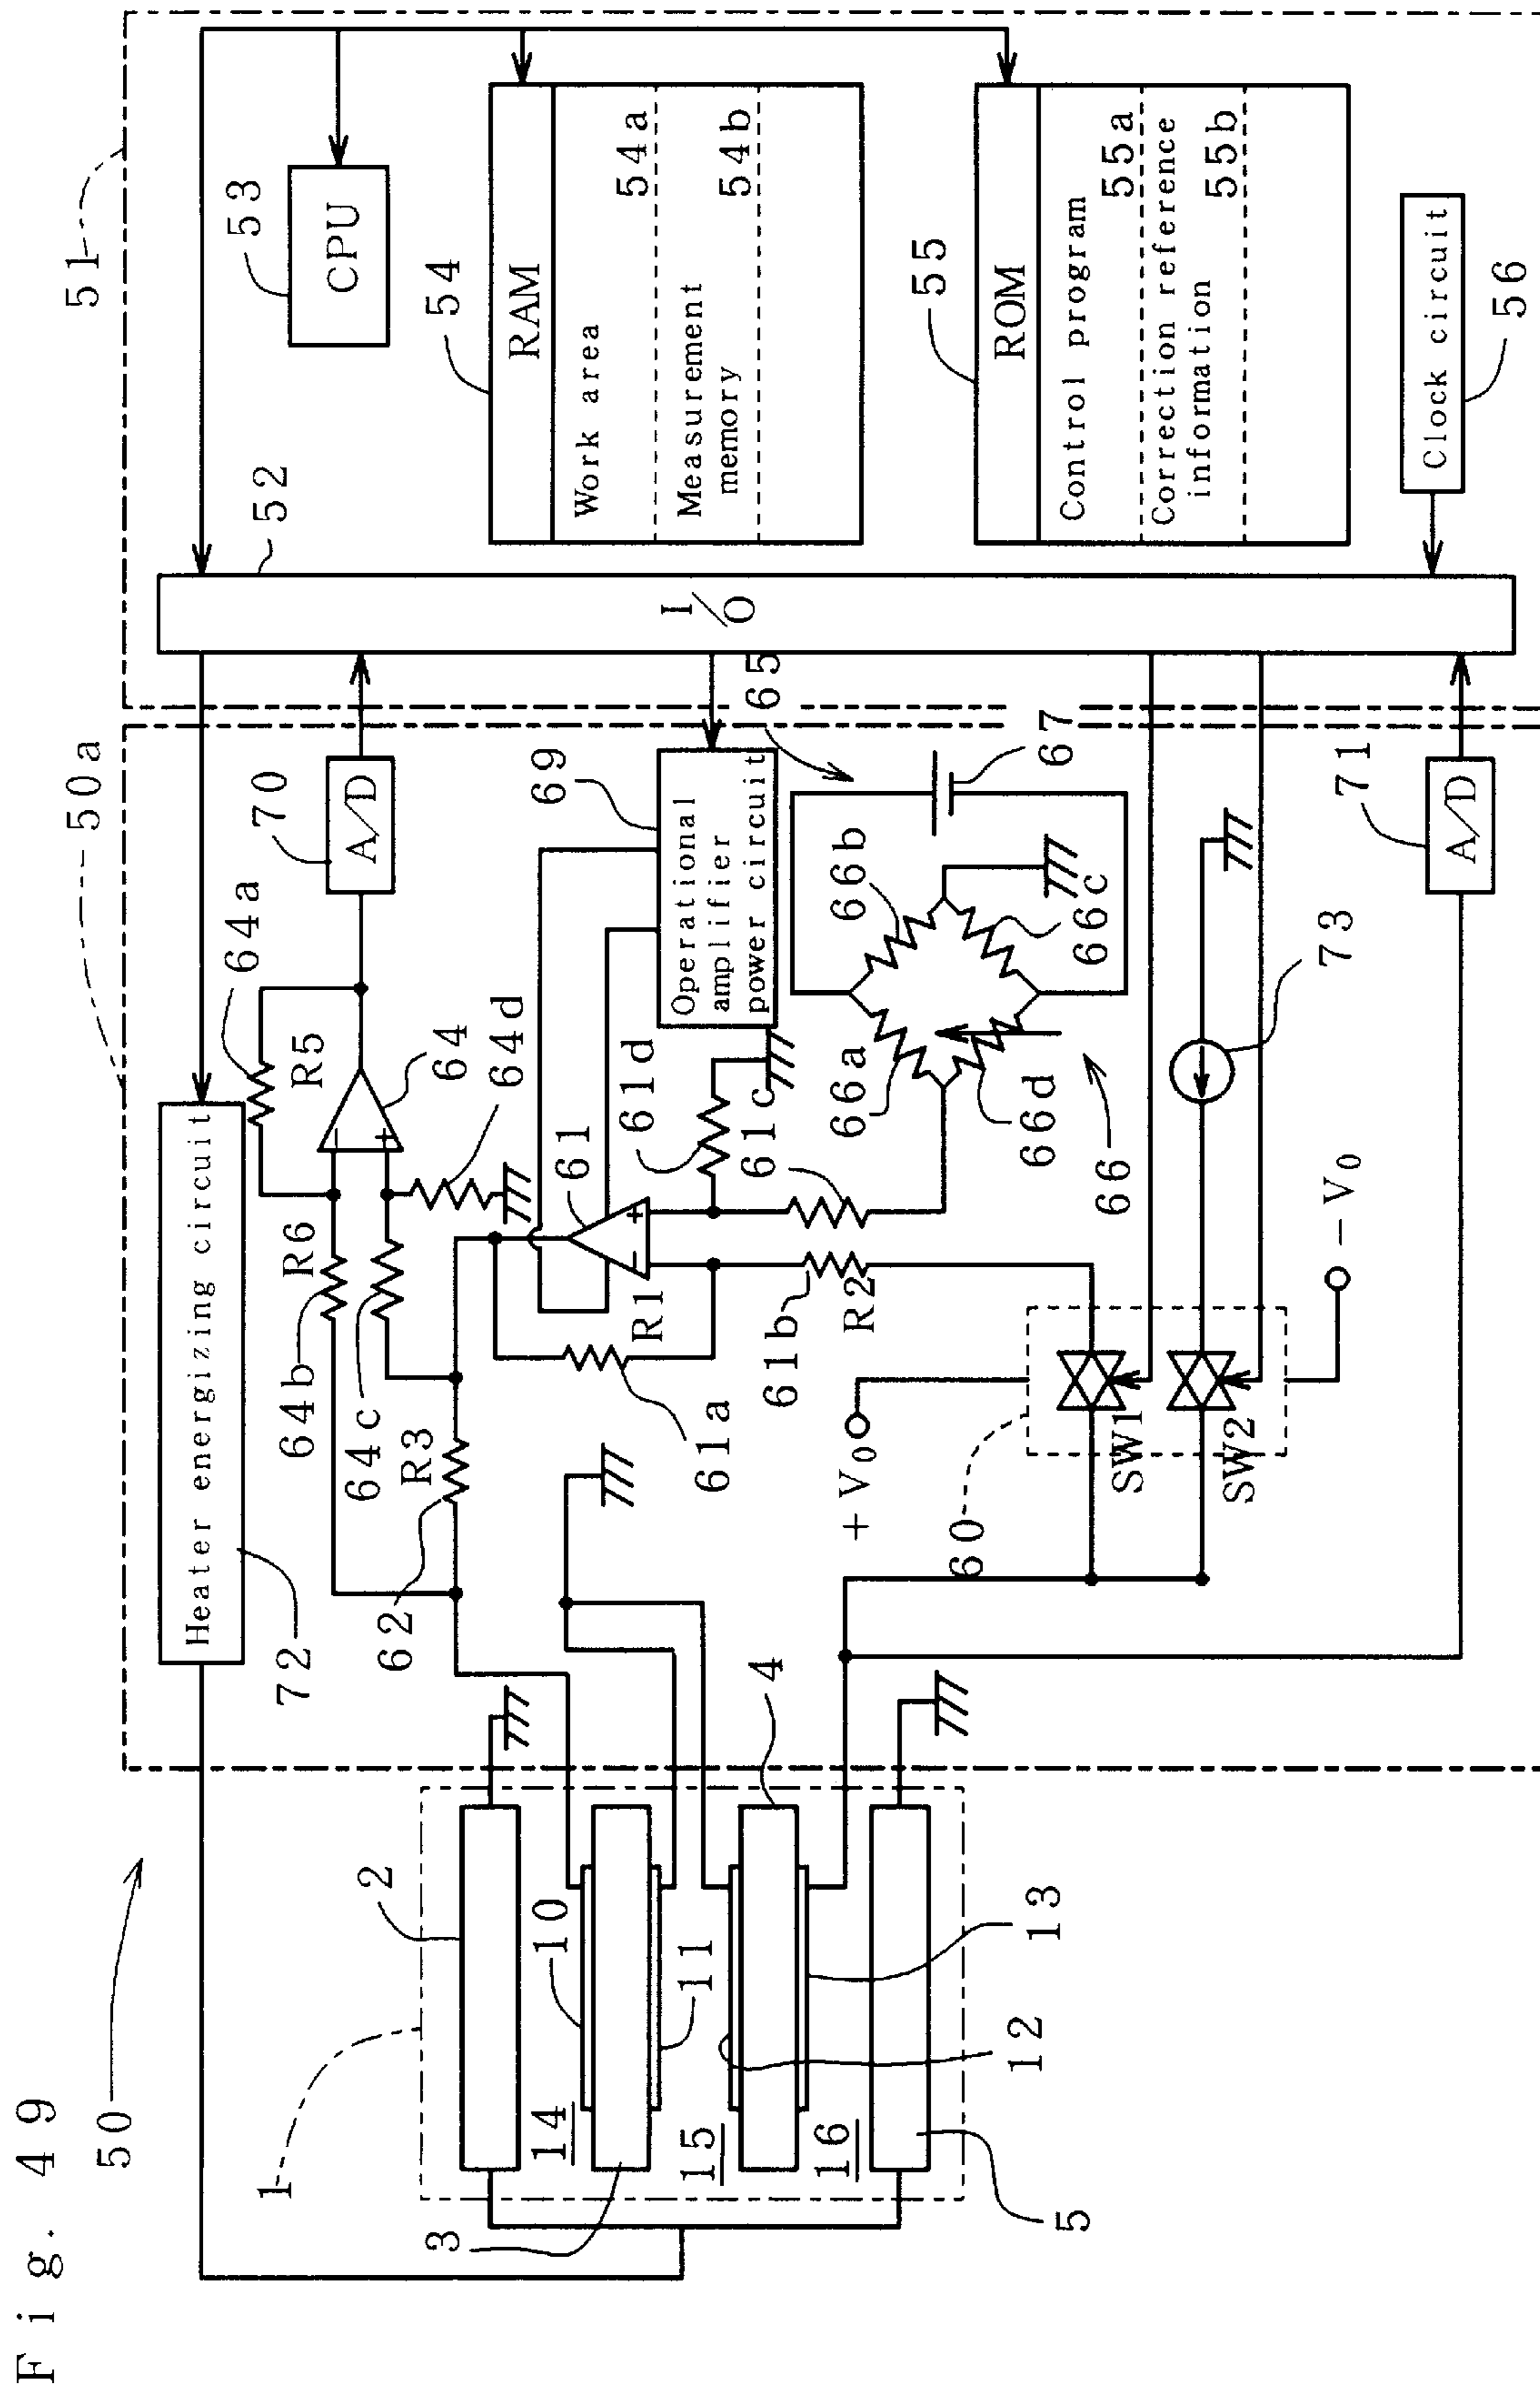 Fig. 49
50
50a
51
1
2
3
4
5
10
11
12
13
14
15
16
Heater energizing circuit
72
64a
R5
64
64b
R6
64c
64d
70
A/D
R3
62
61
61a
R1
61b
R2
61c
61d
69
Operational
amplifier
power circuit
65
66
66a
66b
66c
66d
67
60
+V0
-V0
SW1
SW2
73
71
A/D
52
I/O
53
CPU
54
RAM
Work area
54a
Measurement
memory
54b
55
ROM
Control program
55a
Correction reference
information
55b
Clock circuit
56